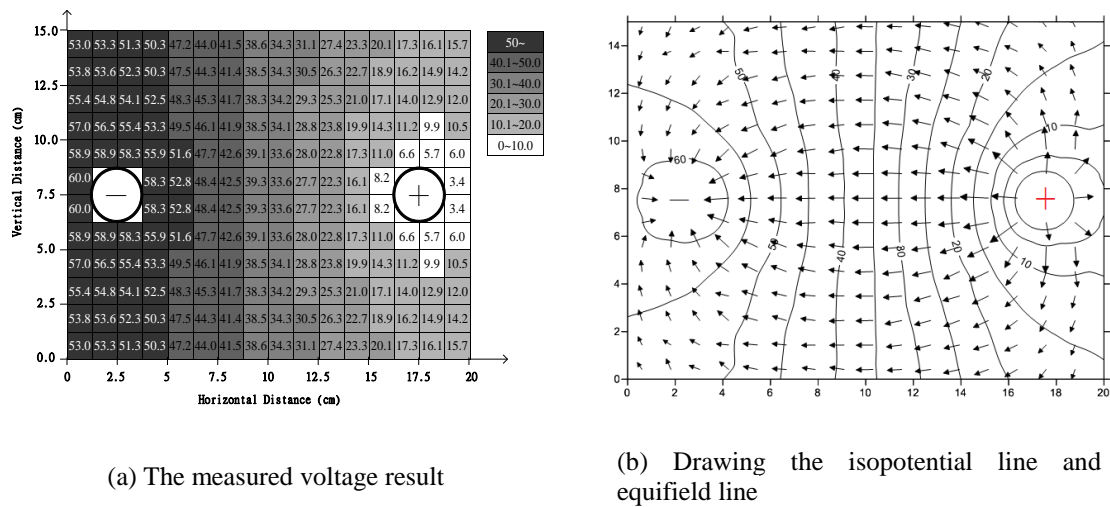 15.0
53.0 53.3 51.3 50.3 47.2 44.0 41.5 38.6 34.3 31.1 27.4 23.3 20.1 17.3 16.1 15.7
53.8 53.6 52.3 50.3 47.5 44.3 41.4 38.5 34.3 30.5 26.3 22.7 18.9 16.2 14.9 14.2
12.5
55.4 54.8 54.1 52.5 48.3 45.3 41.7 38.3 34.2 29.3 25.3 21.0 17.1 14.0 12.9 12.0
57.0 56.5 55.4 53.3 49.5 46.1 41.9 38.5 34.1 28.8 23.8 19.9 14.3 11.2 9.9 10.5
10.0
58.9 58.9 58.3 55.9 51.6 47.7 42.6 39.1 33.6 28.0 22.8 17.3 11.0 6.6 5.7 6.0
60.0 58.3 52.8 48.4 42.5 39.3 33.6 27.7 22.3 16.1 8.2 3.4
7.5
− +
60.0 58.3 52.8 48.4 42.5 39.3 33.6 27.7 22.3 16.1 8.2 3.4
58.9 58.9 58.3 55.9 51.6 47.7 42.6 39.1 33.6 28.0 22.8 17.3 11.0 6.6 5.7 6.0
5.0
57.0 56.5 55.4 53.3 49.5 46.1 41.7 38.5 34.1 28.8 23.8 19.9 14.3 11.2 9.9 10.5
55.4 54.8 54.1 52.5 48.3 45.3 41.7 38.3 34.2 29.3 25.3 21.0 17.1 14.0 12.9 12.0
2.5
53.8 53.6 52.3 50.3 47.5 44.3 41.4 38.5 34.3 30.5 26.3 22.7 18.9 16.2 14.9 14.2
53.0 53.3 51.3 50.3 47.2 44.0 41.5 38.6 34.3 31.1 27.4 23.3 20.1 17.3 16.1 15.7
0.0
0 2.5 5 7.5 10 12.5 15 17.5 20
Horizontal Distance (cm)
Vertical Distance (cm)
50~
40.1~50.0
30.1~40.0
20.1~30.0
10.1~20.0
0~10.0
(a) The measured voltage result
14
12
10
8
6
4
2
0
0 2 4 6 8 10 12 14 16 18 20
50 40 30 20
10
60
− +
50 40 30 20 10
(b) Drawing the isopotential line and
equifield line